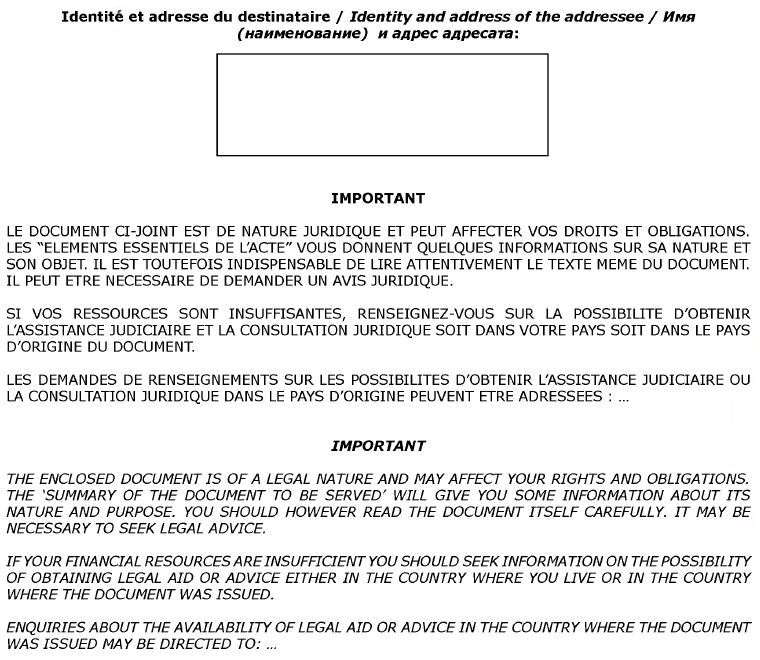 Identité et adresse du destinataire / Identity and address of the addressee / Имя
(наименование) и адрес адресата:
IMPORTANT
LE DOCUMENT CI-JOINT EST DE NATURE JURIDIQUE ET PEUT AFFECTER VOS DROITS ET OBLIGATIONS.
LES “ELEMENTS ESSENTIELS DE L’ACTE” VOUS DONNENT QUELQUES INFORMATIONS SUR SA NATURE ET
SON OBJET. IL EST TOUTEFOIS INDISPENSABLE DE LIRE ATTENTIVEMENT LE TEXTE MEME DU DOCUMENT.
IL PEUT ETRE NECESSAIRE DE DEMANDER UN AVIS JURIDIQUE.
SI VOS RESSOURCES SONT INSUFFISANTES, RENSEIGNEZ-VOUS SUR LA POSSIBILITE D’OBTENIR
L’ASSISTANCE JUDICIAIRE ET LA CONSULTATION JURIDIQUE SOIT DANS VOTRE PAYS SOIT DANS LE PAYS
D’ORIGINE DU DOCUMENT.
LES DEMANDES DE RENSEIGNEMENTS SUR LES POSSIBILITES D’OBTENIR L’ASSISTANCE JUDICIAIRE OU
LA CONSULTATION JURIDIQUE DANS LE PAYS D’ORIGINE PEUVENT ETRE ADRESSEES : ...
IMPORTANT
THE ENCLOSED DOCUMENT IS OF A LEGAL NATURE AND MAY AFFECT YOUR RIGHTS AND OBLIGATIONS.
THE ‘SUMMARY OF THE DOCUMENT TO BE SERVED’ WILL GIVE YOU SOME INFORMATION ABOUT ITS
NATURE AND PURPOSE. YOU SHOULD HOWEVER READ THE DOCUMENT ITSELF CAREFULLY. IT MAY BE
NECESSARY TO SEEK LEGAL ADVICE.
IF YOUR FINANCIAL RESOURCES ARE INSUFFICIENT YOU SHOULD SEEK INFORMATION ON THE POSSIBILITY
OF OBTAINING LEGAL AID OR ADVICE EITHER IN THE COUNTRY WHERE YOU LIVE OR IN THE COUNTRY
WHERE THE DOCUMENT WAS ISSUED.
ENQUIRIES ABOUT THE AVAILABILITY OF LEGAL AID OR ADVICE IN THE COUNTRY WHERE THE DOCUMENT
WAS ISSUED MAY BE DIRECTED TO: ...